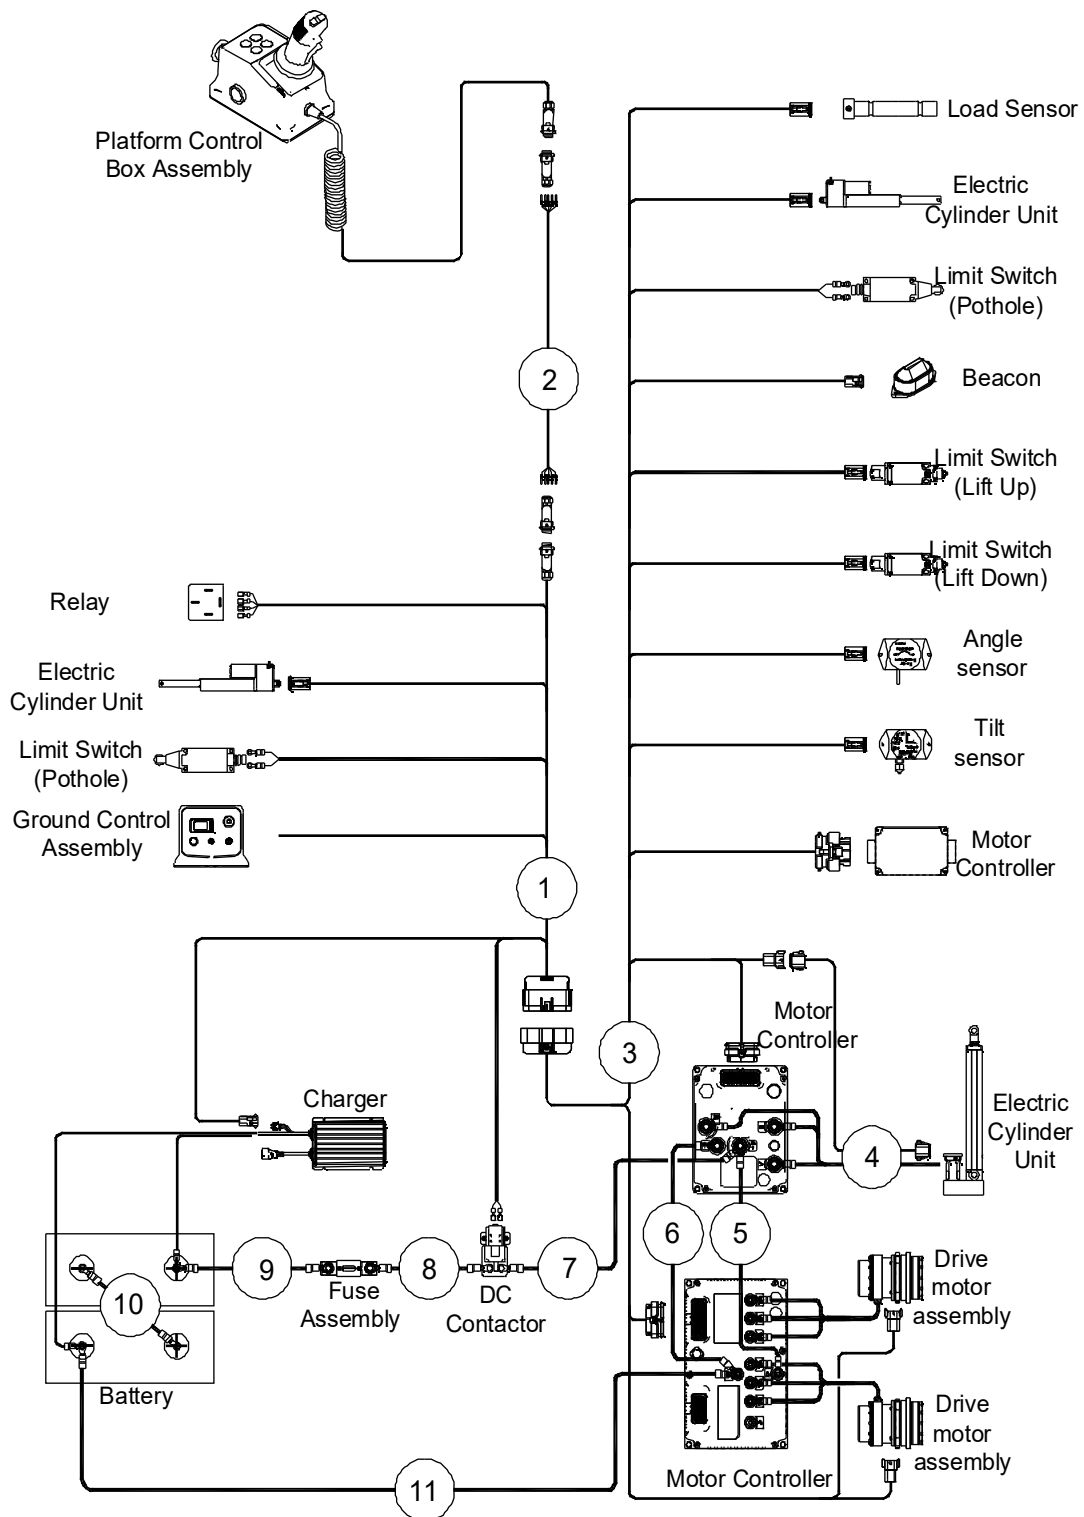 Platform Control
Box Assembly
Load Sensor
Electric
Cylinder Unit
Limit Switch
(Pothole)
2
Beacon
Limit Switch
(Lift Up)
Limit Switch
(Lift Down)
Relay
Angle
sensor
Electric
Cylinder Unit
Tilt
sensor
Limit Switch
(Pothole)
Ground Control
Assembly
Motor
Controller
1
Motor
Controller
3
Charger
Electric
Cylinder
Unit
4
6
5
9
8
7
Fuse
Assembly
DC
Contactor
10
Drive
motor
assembly
Battery
Drive
motor
assembly
Motor Controller
11